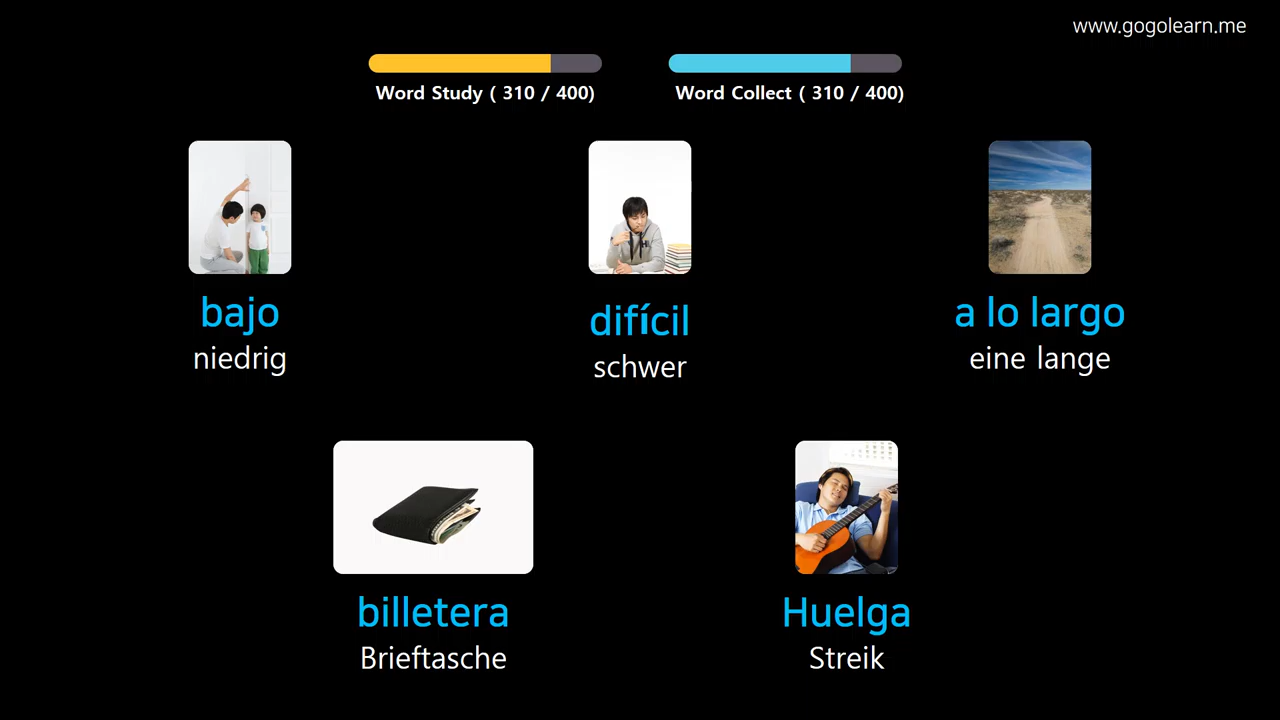 www.gogolearn.me
Word Study ( 310 / 400)
Word Collect ( 310 / 400)
bajo
niedrig
difícil
schwer
a lo largo
eine lange
billetera
Brieftasche
Huelga
Streik